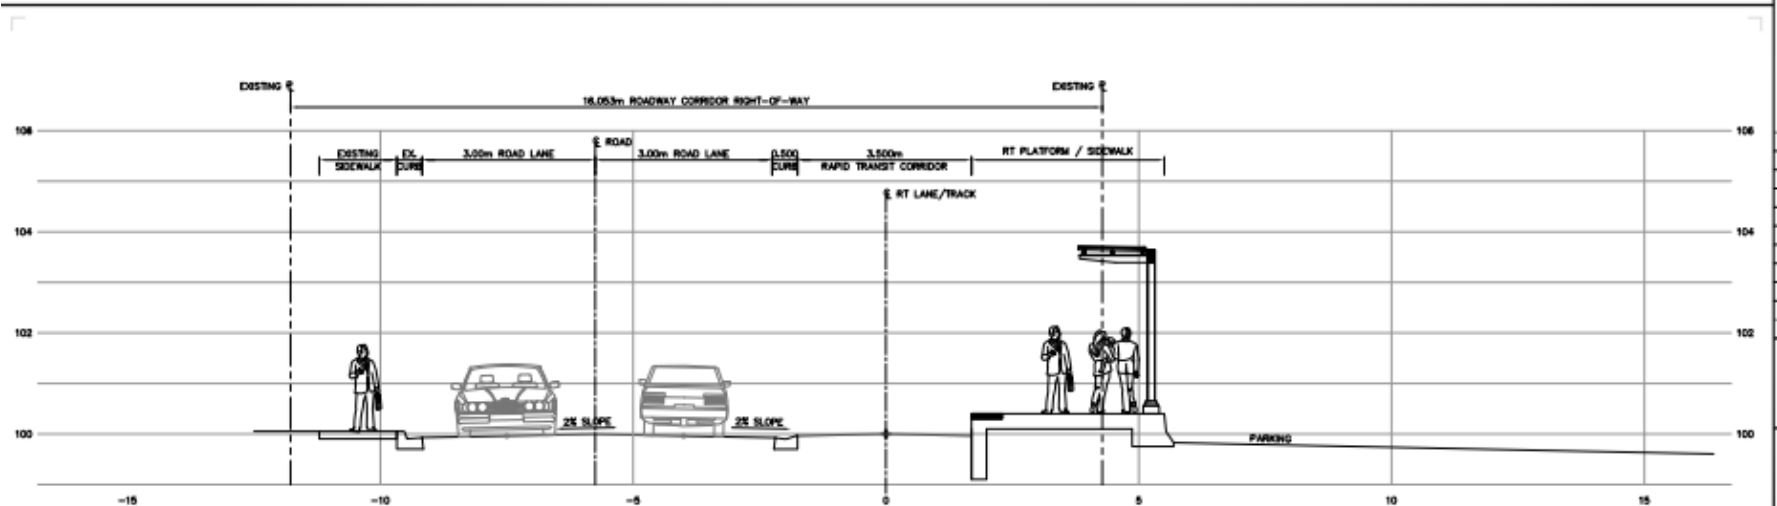 EXISTING ℄
EXISTING ℄
16.053m ROADWAY CORRIDOR RIGHT-OF-WAY
106
106
℄ ROAD
EXISTING
SIDEWALK
EX.
CURB
3.00m ROAD LANE
3.00m ROAD LANE
0.500
CURB
3.500m
RAPID TRANSIT CORRIDOR
RT PLATFORM / SIDEWALK
℄ RT LANE/TRACK
104
104
102
102
2% SLOPE
2% SLOPE
100
100
PARKING
-15
-10
-5
0
5
10
15